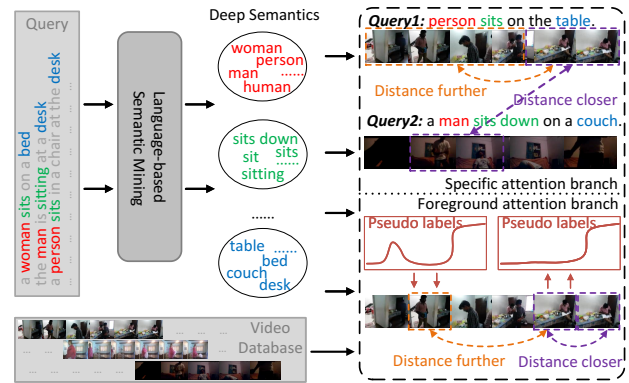 Query
a woman sits on a bed
the man is sitting at a desk
a person sits in a chair at the desk
... ... ...
Language-based
Semantic Mining
Deep Semantics
woman
person
man ......
human
sits down
sit sits
......
sitting
......
table ......
bed
couch
desk
Query1: person sits on the table.
Distance further
Distance closer
Query2: a man sits down on a couch.
Specific attention branch
Foreground attention branch
Pseudo labels
Pseudo labels
Distance further
Distance closer
... ... Video
... ... Database
... ...